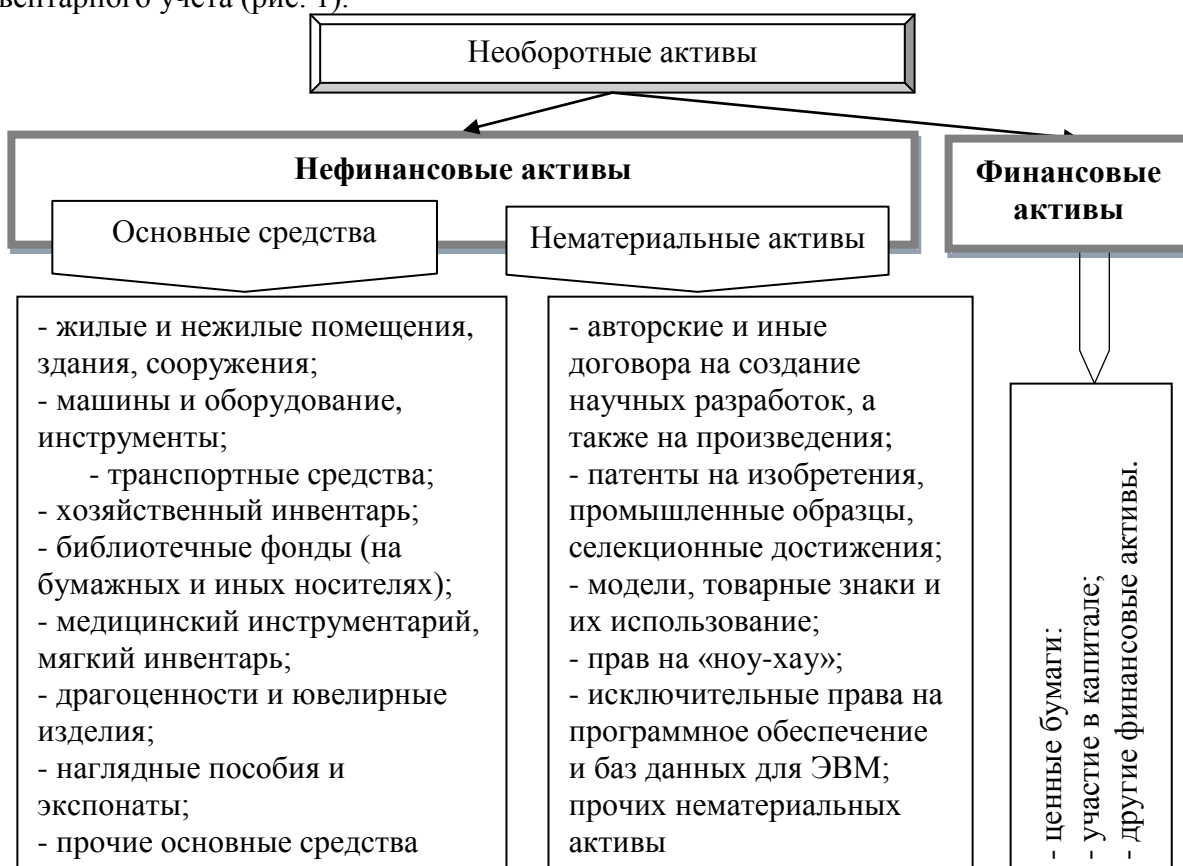 вентарного учета (рис. 1).
Необоротные активы
Нефинансовые активы
Финансовые
активы
Основные средства
Нематериальные активы
- жилые и нежилые помещения,
здания, сооружения;
- машины и оборудование,
инструменты;
- транспортные средства;
- хозяйственный инвентарь;
- библиотечные фонды (на
бумажных и иных носителях);
- медицинский инструментарий,
мягкий инвентарь;
- драгоценности и ювелирные
изделия;
- наглядные пособия и
экспонаты;
- прочие основные средства
- авторские и иные
договора на создание
научных разработок, а
также на произведения;
- патенты на изобретения,
промышленные образцы,
селекционные достижения;
- модели, товарные знаки и
их использование;
- прав на «ноу-хау»;
- исключительные права на
программное обеспечение
и баз данных для ЭВМ;
прочих нематериальных
активы
- ценные бумаги:
- участие в капитале;
- другие финансовые активы.